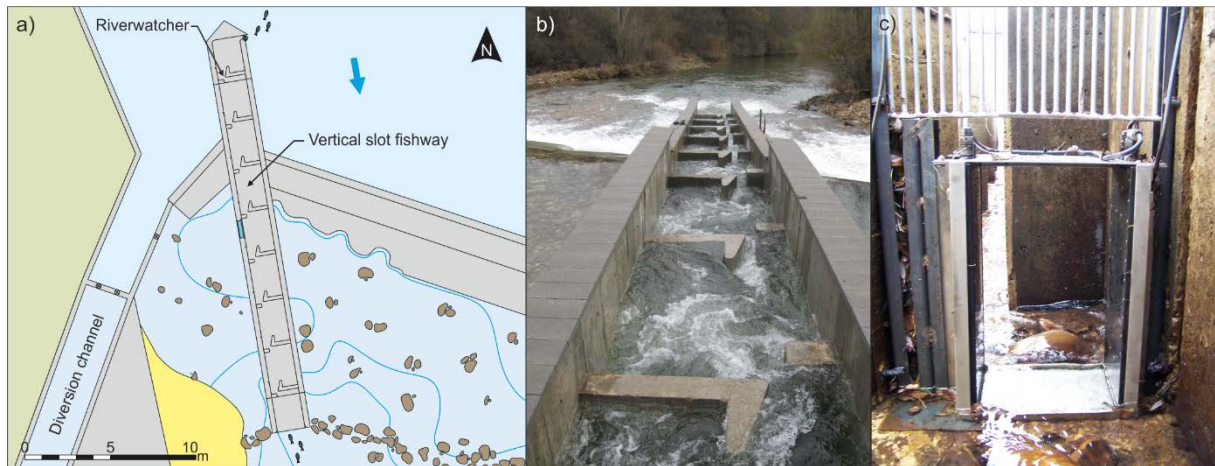 a)
Riverwatcher
N
Vertical slot fishway
Diversion channel
0 5 10
m
b)
c)